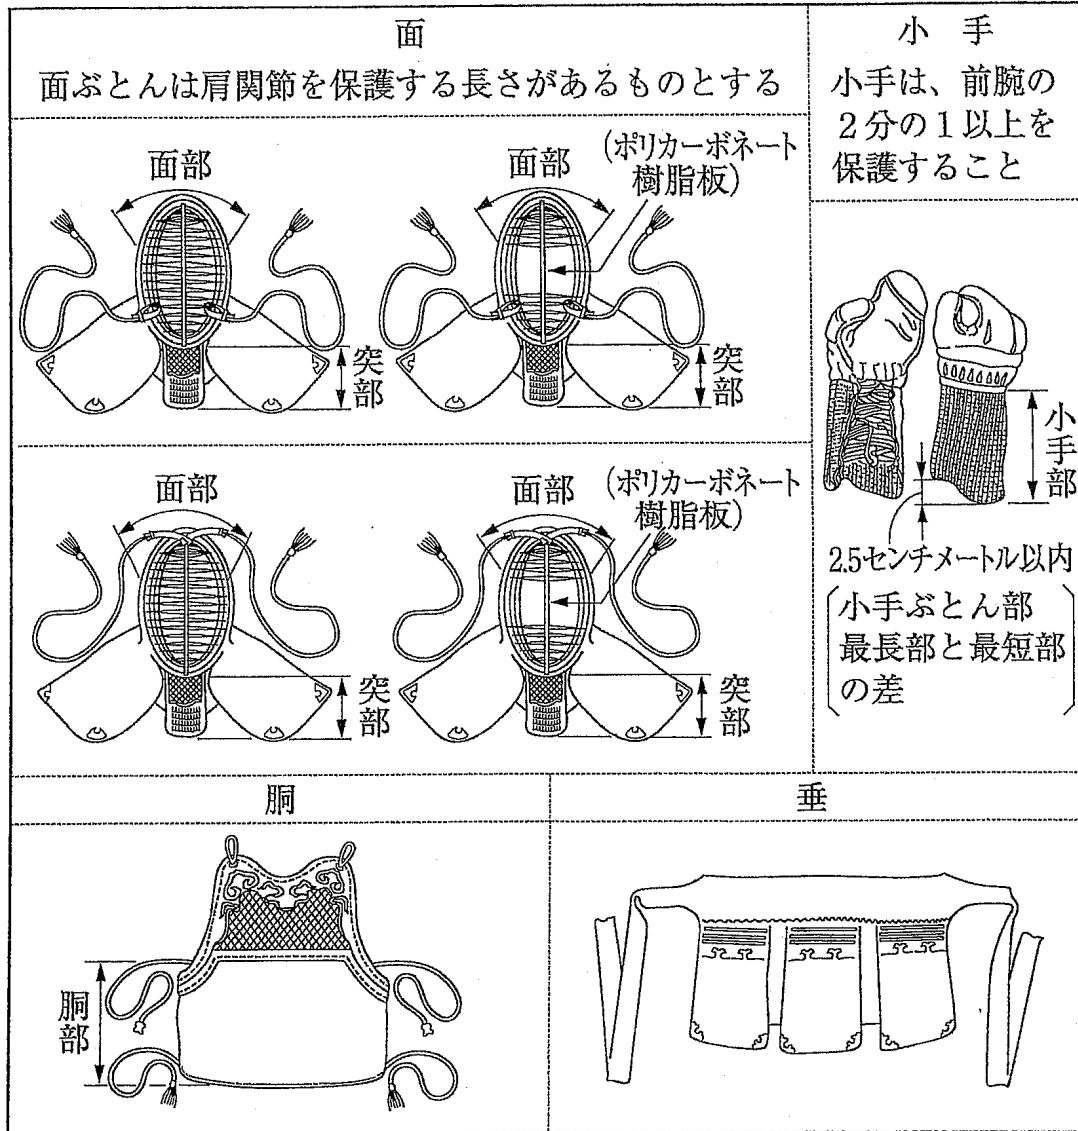 面
面ぶとんは肩関節を保護する長さがあるものとする
面部
突部
面部
(ポリカーボネート
樹脂板)
突部
面部
突部
面部
(ポリカーボネート
樹脂板)
突部
小手
小手は、前腕の
2分の1以上を
保護すること
小手部
2.5センチメートル以内
小手ぶとん部
最長部と最短部
の差
胴
胴部
垂